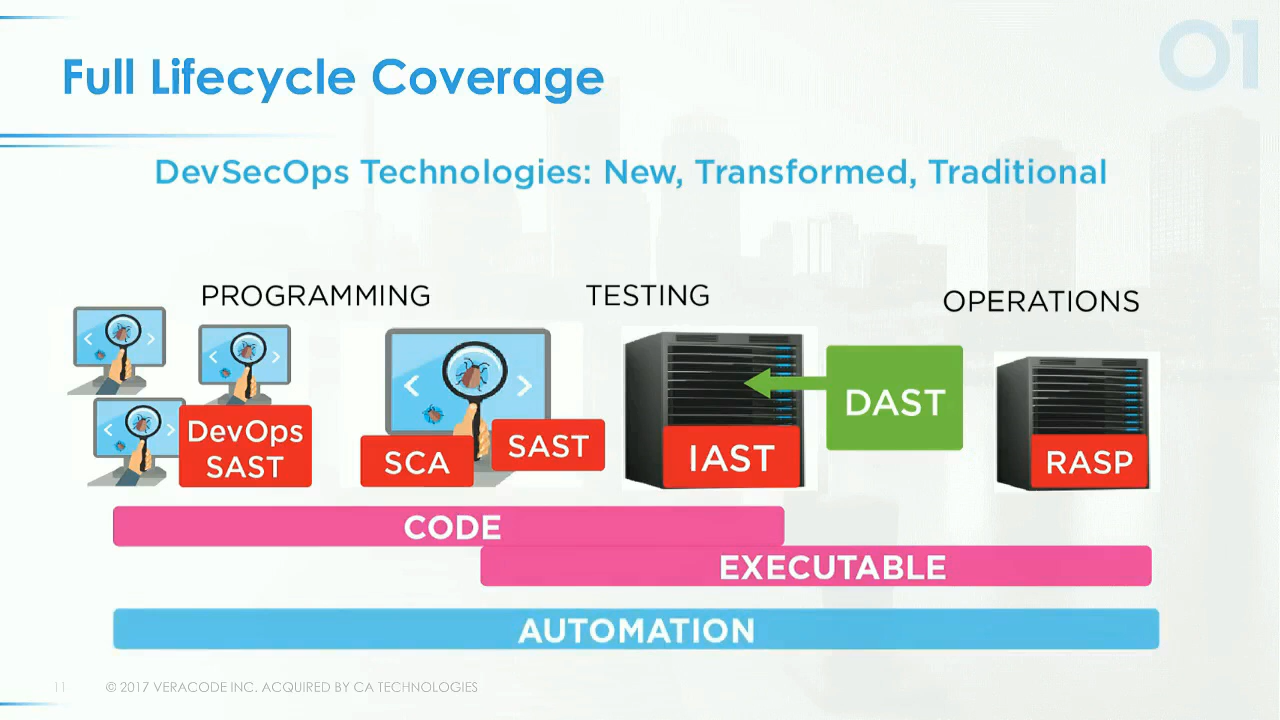 01
Full Lifecycle Coverage
DevSecOps Technologies: New, Transformed, Traditional
PROGRAMMING
TESTING
OPERATIONS
DevOps
SAST
SCA
SAST
IAST
DAST
RASP
CODE
EXECUTABLE
AUTOMATION
11
© 2017 VERACODE INC. ACQUIRED BY CA TECHNOLOGIES